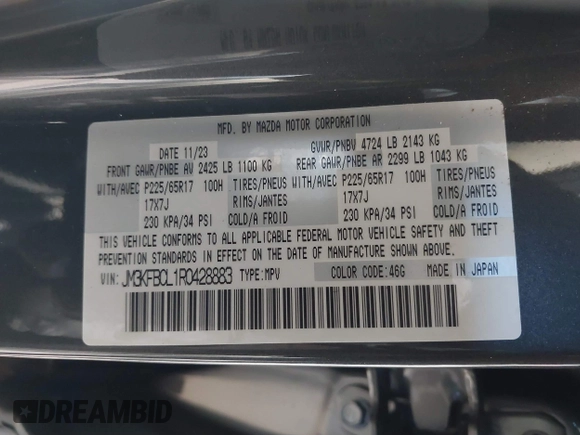 MFD. BY MAZDA MOTOR CORPORATION
DATE 11/23 GVWR/PNBV 4724 LB 2143 KG
FRONT GAWR/PNBE AV 2425 LB 1100 KG REAR GAWR/PNBE AR 2299 LB 1043 KG
WITH/AVEC P225/65R17 100H TIRES/PNEUS WITH/AVEC P225/65R17 100H TIRES/PNEUS
17X7J RIMS/JANTES 17X7J RIMS/JANTES
230 KPA/34 PSI COLD/A FROID 230 KPA/34 PSI COLD/A FROID
THIS VEHICLE CONFORMS TO ALL APPLICABLE FEDERAL MOTOR VEHICLE SAFETY AND THEFT
PREVENTION STANDARDS IN EFFECT ON THE DATE OF MANUFACTURE SHOWN ABOVE.
VIN: JM3KFBCL1R0428883 TYPE:MPV COLOR CODE:46G MADE IN JAPAN
DREAMBID